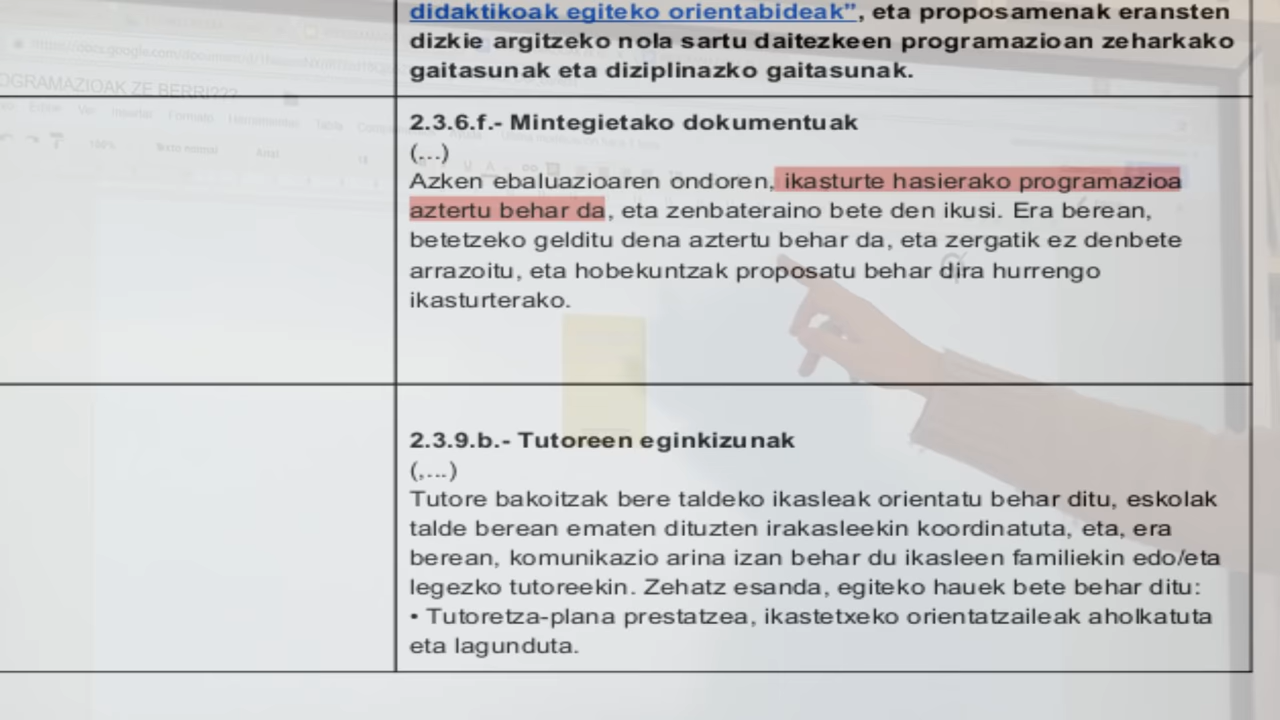 didaktikoak egiteko orientabideak”, eta proposamenak eransten
dizkie argitzeko nola sartu daitezkeen programazioan zeharkako
gaitasunak eta diziplinazko gaitasunak.
OGRAMAZIOAK ZE BERRI???
2.3.6.f.- Mintegietako dokumentuak
(,..)
Azken ebaluazioaren ondoren, ikasturte hasierako programazioa
aztertu behar da, eta zenbateraino bete den ikusi. Era berean,
betetzeko gelditu dena aztertu behar da, eta zergatik ez denbete
arrazoitu, eta hobekuntzak proposatu behar dira hurrengo
ikasturterako.
2.3.9.b.- Tutoreen eginkizunak
(,...)
Tutore bakoitzak bere taldeko ikasleak orientatu behar ditu, eskolak
talde berean ematen dituzten irakasleekin koordinatuta, eta, era
berean, komunikazio arina izan behar du ikasleen familiekin edo/eta
legezko tutoreekin. Zehatz esanda, egiteko hauek bete behar ditu:
• Tutoretza-plana prestatzea, ikastetxeko orientatzaileak aholkatuta
eta lagunduta.